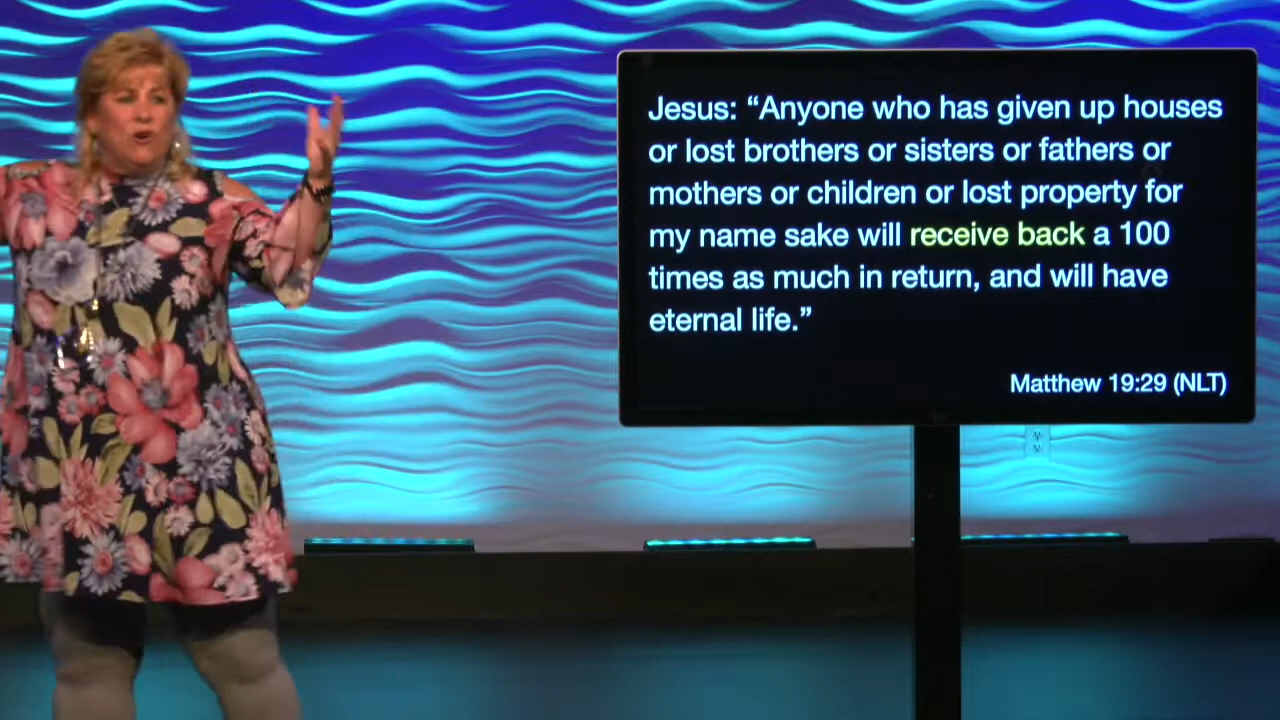 Jesus: “Anyone who has given up houses
or lost brothers or sisters or fathers or
mothers or children or lost property for
my name sake will receive back a 100
times as much in return, and will have
eternal life.”
Matthew 19:29 (NLT)